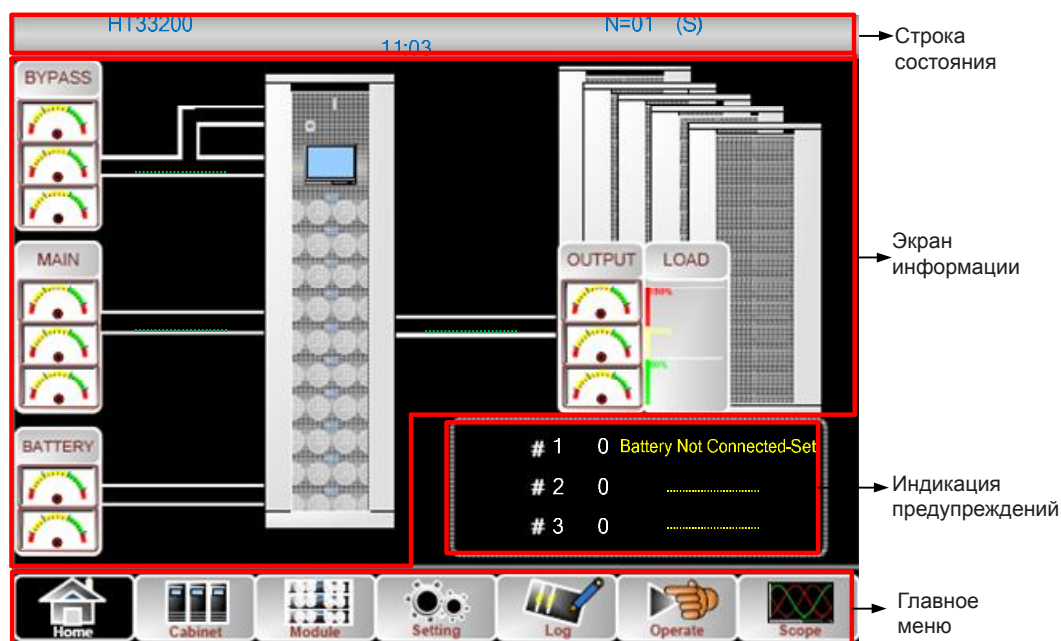 HT33200 N=01 (S)
11:03
Строка
состояния
BYPASS
MAIN
OUTPUT LOAD
Экран
информации
BATTERY
# 1 0 Battery Not Connected-Set
# 2 0
# 3 0
Индикация
предупреждений
Home Cabinet Module Setting Log Operate Scope
Главное
меню